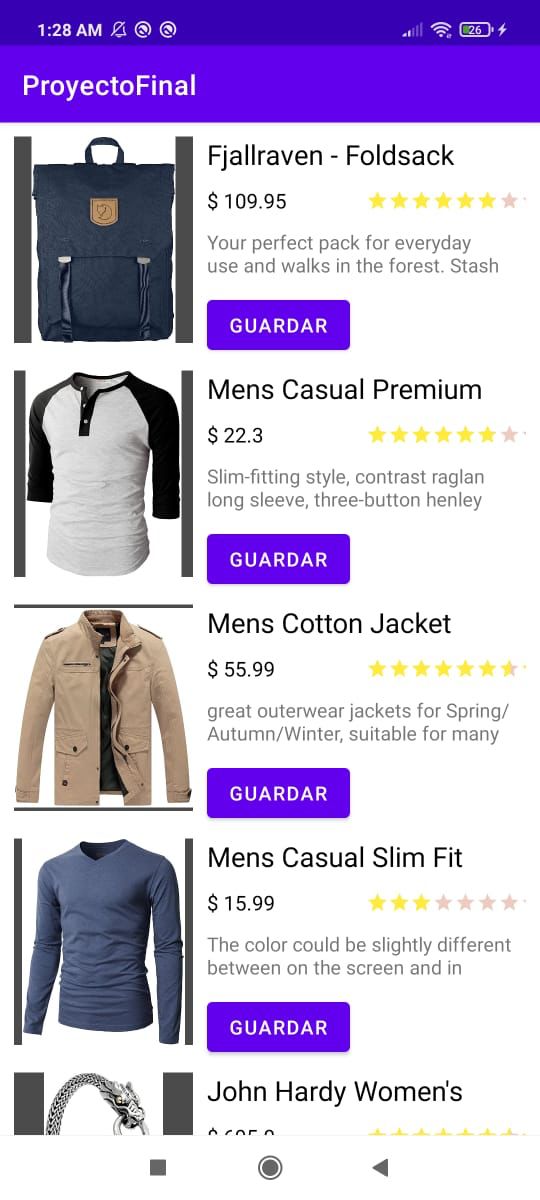 1:28 AM
26
ProyectoFinal
Fjallraven - Foldsack
$ 109.95
Your perfect pack for everyday
use and walks in the forest. Stash
GUARDAR
Mens Casual Premium
$ 22.3
Slim-fitting style, contrast raglan
long sleeve, three-button henley
GUARDAR
Mens Cotton Jacket
$ 55.99
great outerwear jackets for Spring/
Autumn/Winter, suitable for many
GUARDAR
Mens Casual Slim Fit
$ 15.99
The color could be slightly different
between on the screen and in
GUARDAR
John Hardy Women's